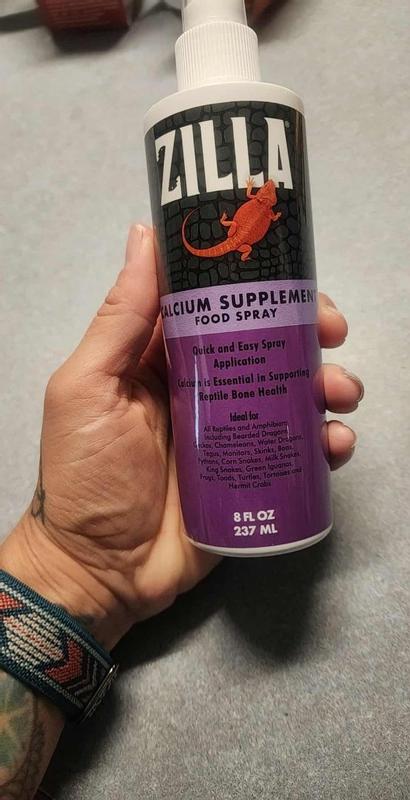 ZILLA
CALCIUM SUPPLEMENT
FOOD SPRAY
Quick and Easy Spray
Application
Calcium is Essential in Supporting
Reptile Bone Health
Ideal for
All Reptiles and Amphibians
Including Bearded Dragons,
Geckos, Chameleons, Water Dragons,
Tegus, Monitors, Skinks, Boas,
Pythons, Corn Snakes, Milk Snakes,
King Snakes, Green Iguanas,
Frogs, Toads, Turtles, Tortoises and
Hermit Crabs
8 FL OZ
237 ML